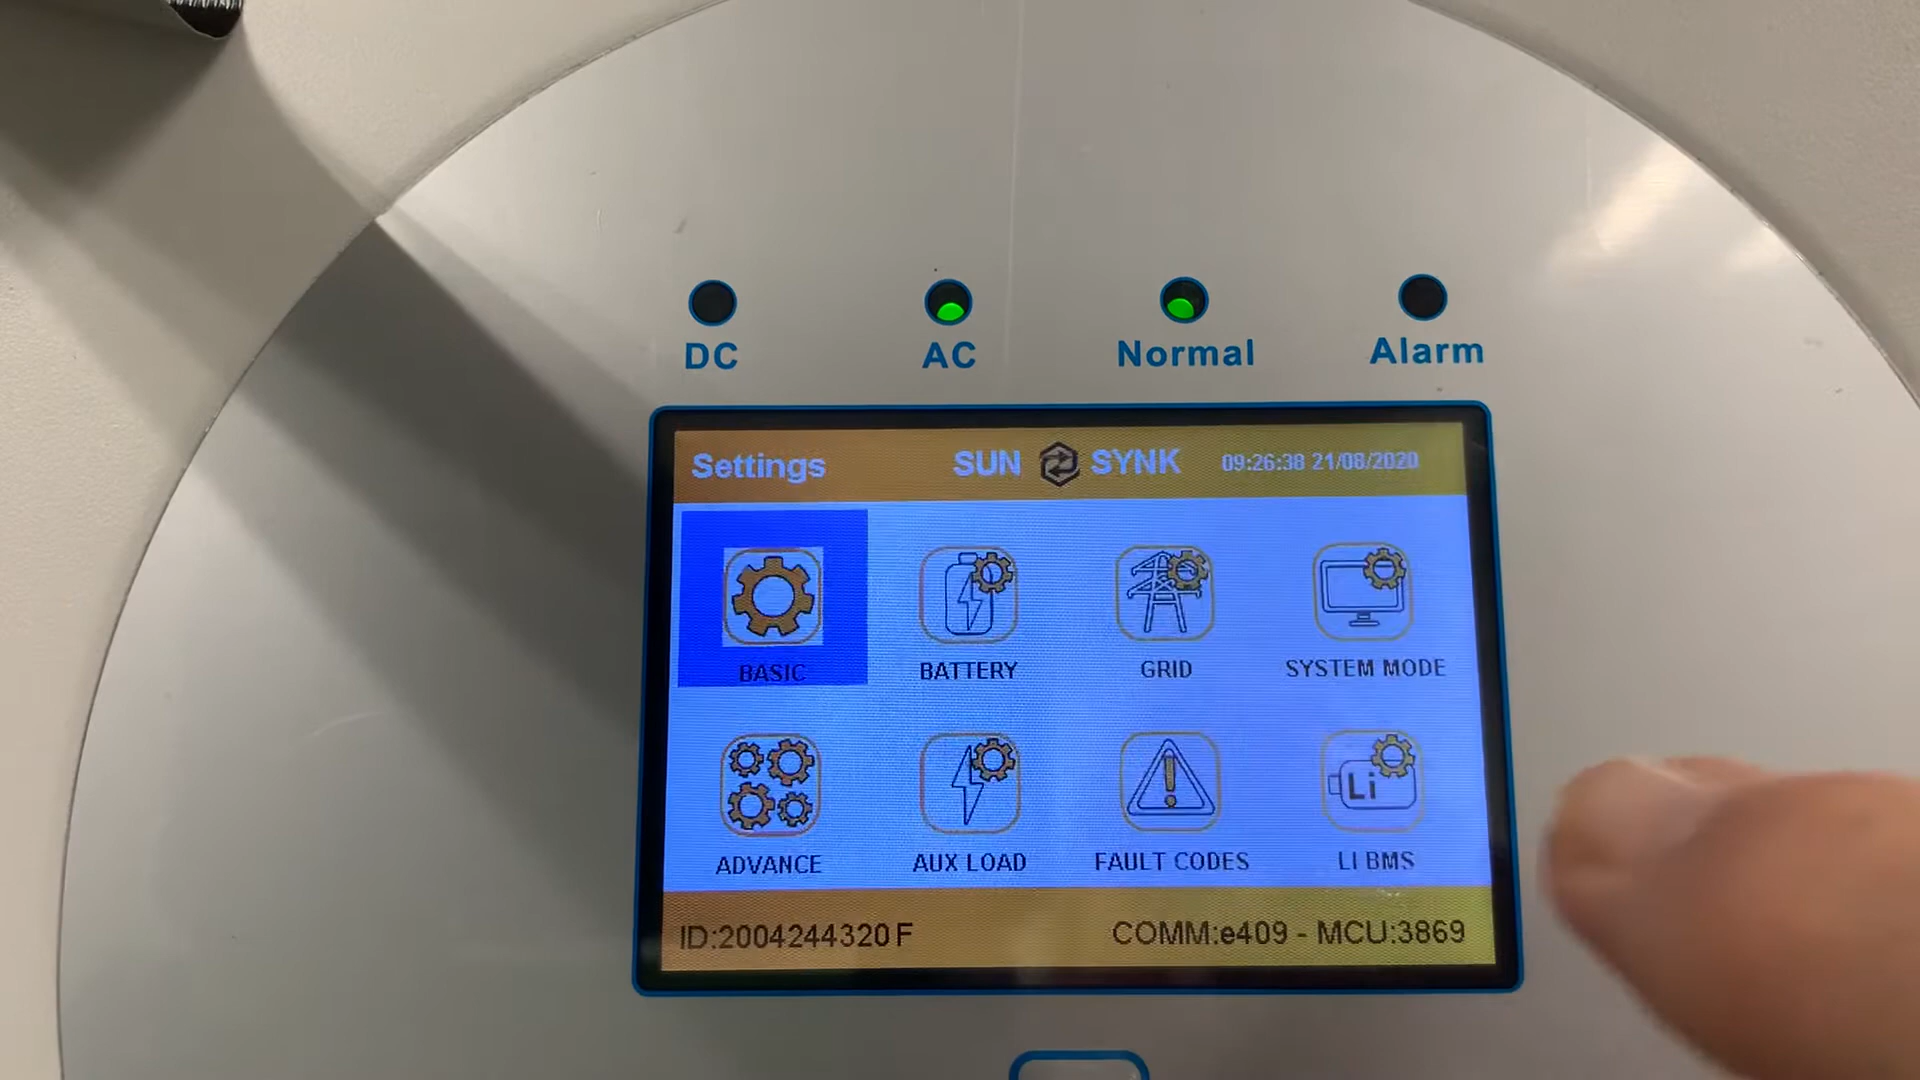 DC AC Normal Alarm
Settings SUN SYNK 09:26:38 21/08/2020
BASIC BATTERY GRID SYSTEM MODE
Li
ADVANCE AUX LOAD FAULT CODES LI BMS
ID:2004244320 F COMM:e409 - MCU:3869